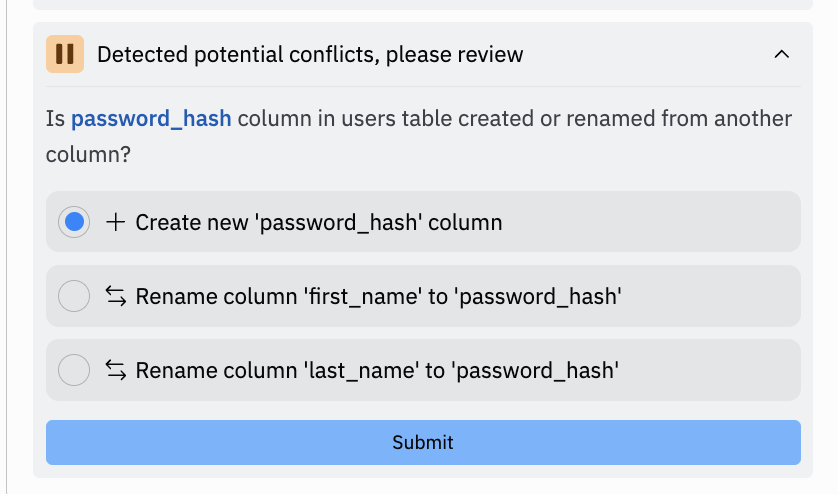 Detected potential conflicts, please review
Is password_hash column in users table created or renamed from another
column?
Create new 'password_hash' column
Rename column 'first_name' to 'password_hash'
Rename column 'last_name' to 'password_hash'
Submit